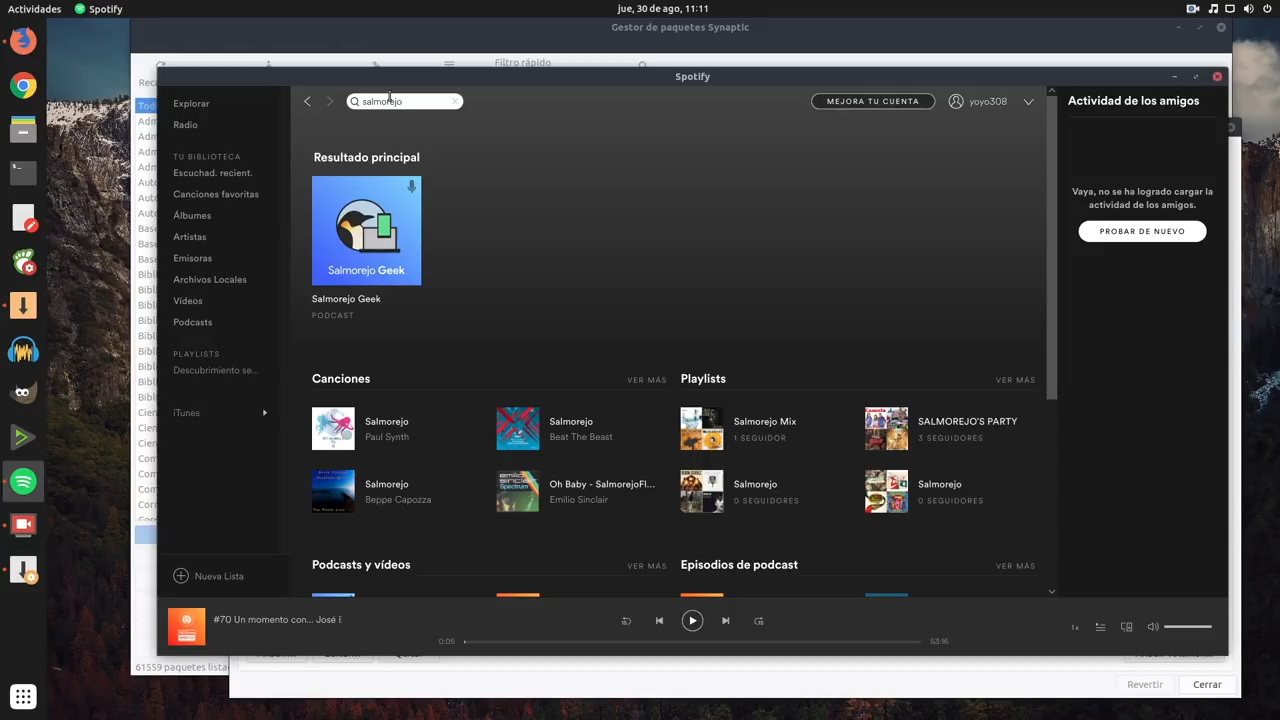 Actividades
Spotify
jue, 30 de ago, 11:11
Gestor de paquetes Synaptic
Filtro rápido
Spotify
salmorejo
MEJORA TU CUENTA
yoyo308
Explorar
Radio
TU BIBLIOTECA
Escuchad. recient.
Canciones favoritas
Álbumes
Artistas
Emisoras
Archivos Locales
Vídeos
Podcasts
PLAYLISTS
Descubrimiento se...
iTunes
Nueva Lista
Resultado principal
Salmorejo Geek
Salmorejo Geek
PODCAST
Canciones
VER MÁS
Salmorejo
Paul Synth
Salmorejo
Beat The Beast
Salmorejo
Beppe Capozza
Oh Baby - SalmorejoFl...
Emilio Sinclair
Playlists
VER MÁS
Salmorejo Mix
1 SEGUIDOR
SALMOREJO'S PARTY
3 SEGUIDORES
Salmorejo
0 SEGUIDORES
Salmorejo
0 SEGUIDORES
Podcasts y vídeos
VER MÁS
Episodios de podcast
VER MÁS
Actividad de los amigos
Vaya, no se ha logrado cargar la
actividad de los amigos.
PROBAR DE NUEVO
#70 Un momento con... José E
0:05
53:16
1x
61559 paquetes lista
Revertir
Cerrar